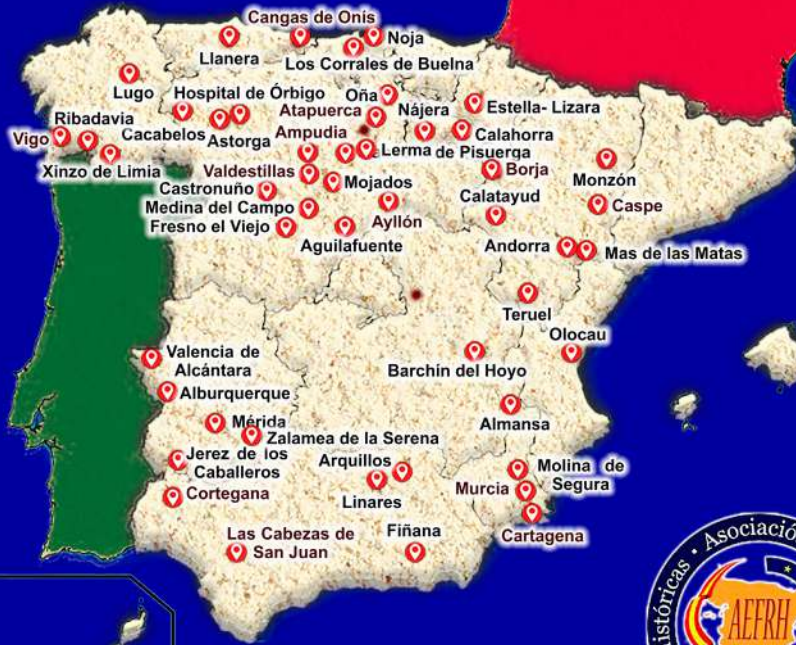 Cangas de Onís
Noja
Llanera
Los Corrales de Buelna
Lugo
Hospital de Órbigo
Oña
Atapuerca
Nájera
Estella- Lizara
Ribadavia
Vigo
Cacabelos
Astorga
Ampudia
Calahorra
Lerma
de Pisuerga
Xinzo de Limia
Valdestillas
Borja
Monzón
Castronuño
Mojados
Medina del Campo
Calatayud
Caspe
Ayllón
Fresno el Viejo
Aguilafuente
Andorra
Mas de las Matas
Teruel
Olocau
Valencia de
Alcántara
Barchín del Hoyo
Alburquerque
Almansa
Mérida
Zalamea de la Serena
Jerez de los
Caballeros
Arquillos
Molina de
Segura
Linares
Murcia
Cortegana
Cartagena
Las Cabezas de
San Juan
Fiñana
AEFRH